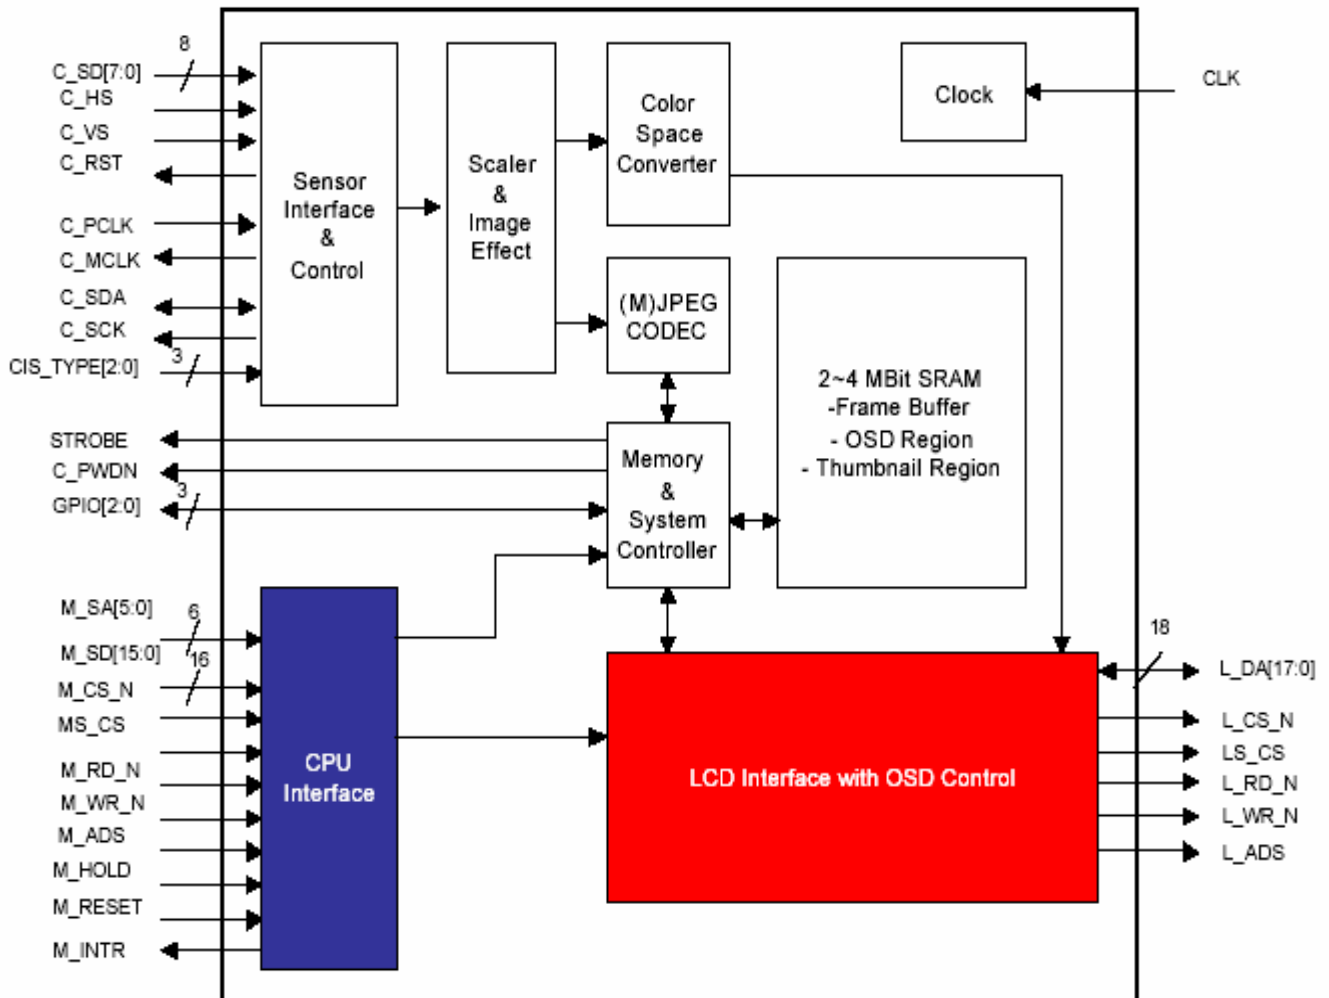 8
C_SD[7:0]
C_HS
C_VS
C_RST
C_PCLK
C_MCLK
C_SDA
C_SCK
3
CIS_TYPE[2:0]
STROBE
C_PWDN
3
GPIO[2:0]
M_SA[5:0]
6
M_SD[15:0]
16
M_CS_N
MS_CS
M_RD_N
M_WR_N
M_ADS
M_HOLD
M_RESET
M_INTR
Sensor
Interface
&
Control
Scaler
&
Image
Effect
Color
Space
Converter
Clock
CLK
(M)JPEG
CODEC
2~4 MBit SRAM
-Frame Buffer
- OSD Region
- Thumbnail Region
Memory
&
System
Controller
CPU
Interface
LCD Interface with OSD Control
18
L_DA[17:0]
L_CS_N
LS_CS
L_RD_N
L_WR_N
L_ADS